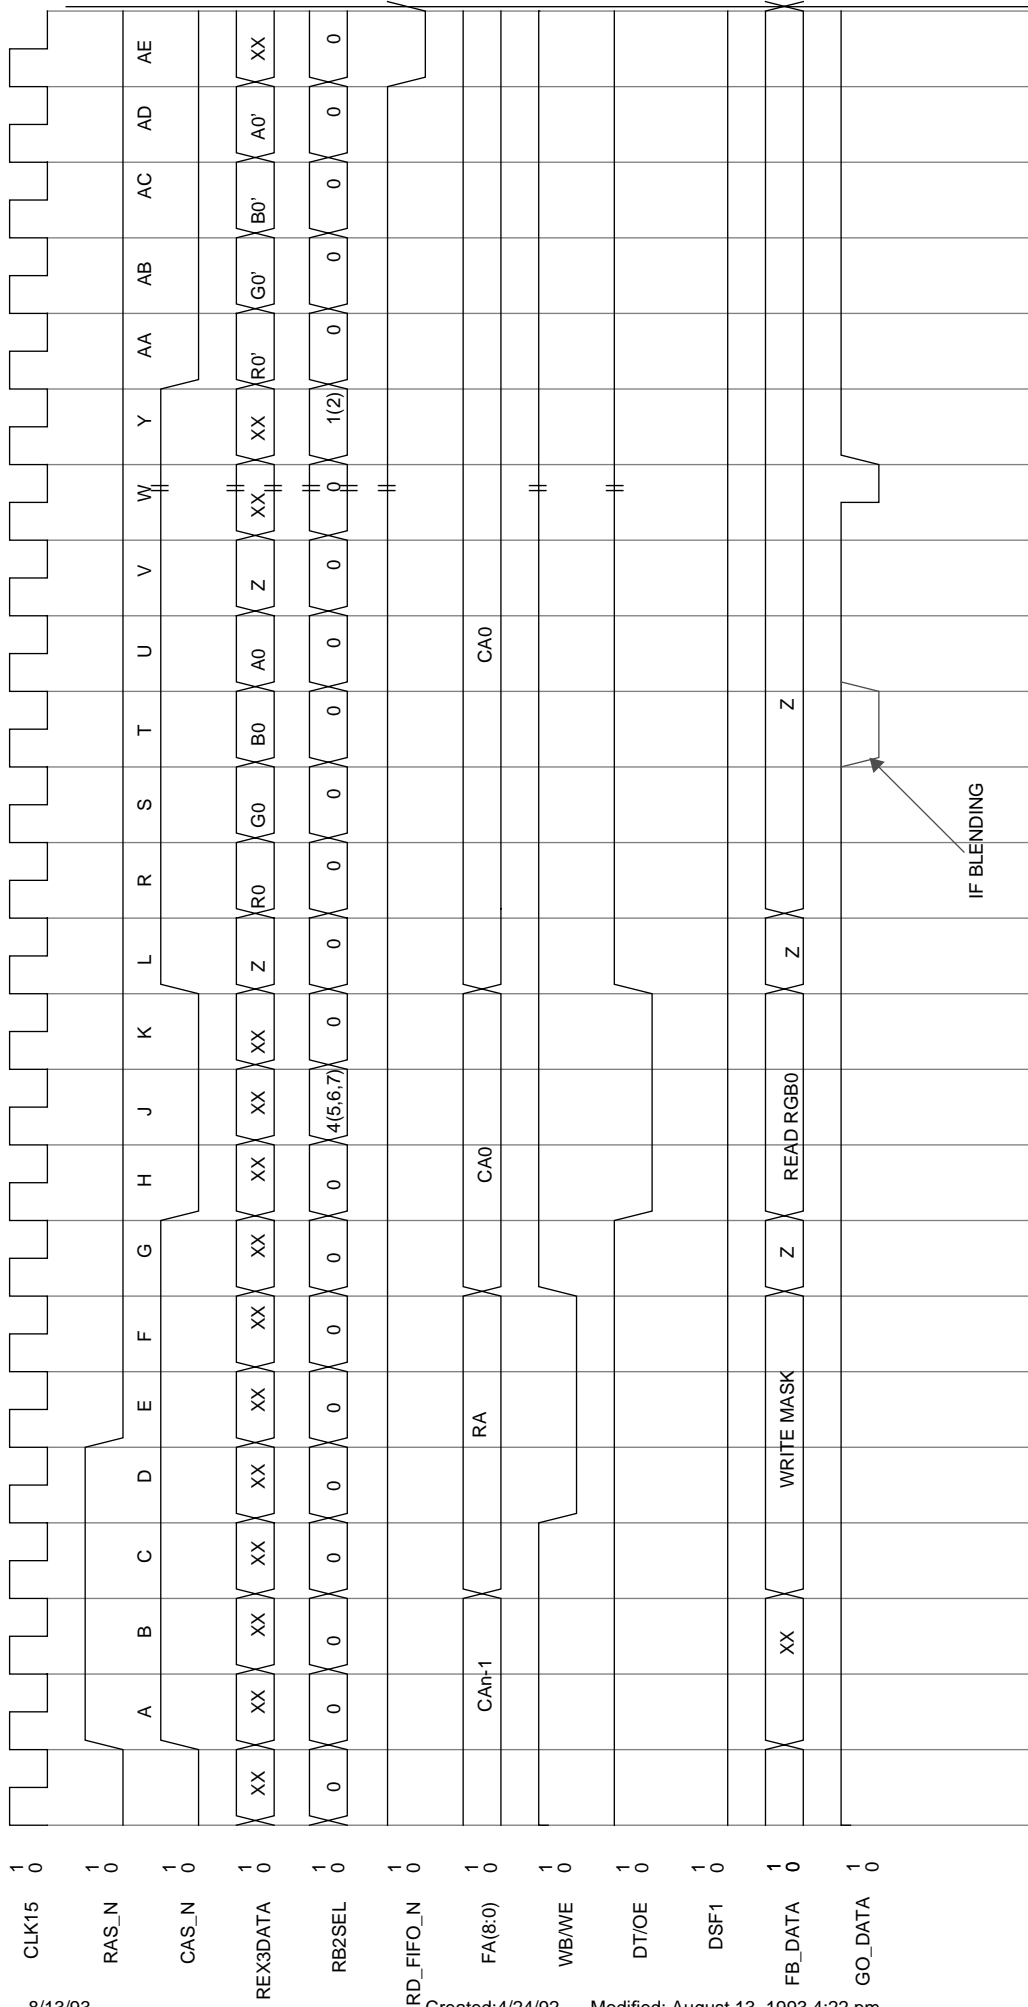 CLK15 1 0
RAS_N 1 0
A B C D E F G H J K L R S T U V W Y AA AB AC AD AE
CAS_N 1 0
REX3DATA 1 0 XX XX XX XX XX XX XX XX XX XX XX Z R0 G0 B0 A0 Z XX XX R0' G0' B0' A0' XX
RB2SEL 1 0 0 0 0 0 0 0 0 0 0 4(5,6,7) 0 0 0 0 0 0 0 0 1(2) 0 0 0 0 0
RD_FIFO_N 1 0
FA(8:0) 1 0 CAn-1 RA CA0 CA0
WB/WE 1 0
DT/OE 1 0
DSF1 1 0
FB_DATA 1 0 XX WRITE MASK Z READ RGB0 Z Z
GO_DATA 1 0
IF BLENDING
8/13/93 Created:4/24/92 Modified: August 13, 1993 4:22 pm